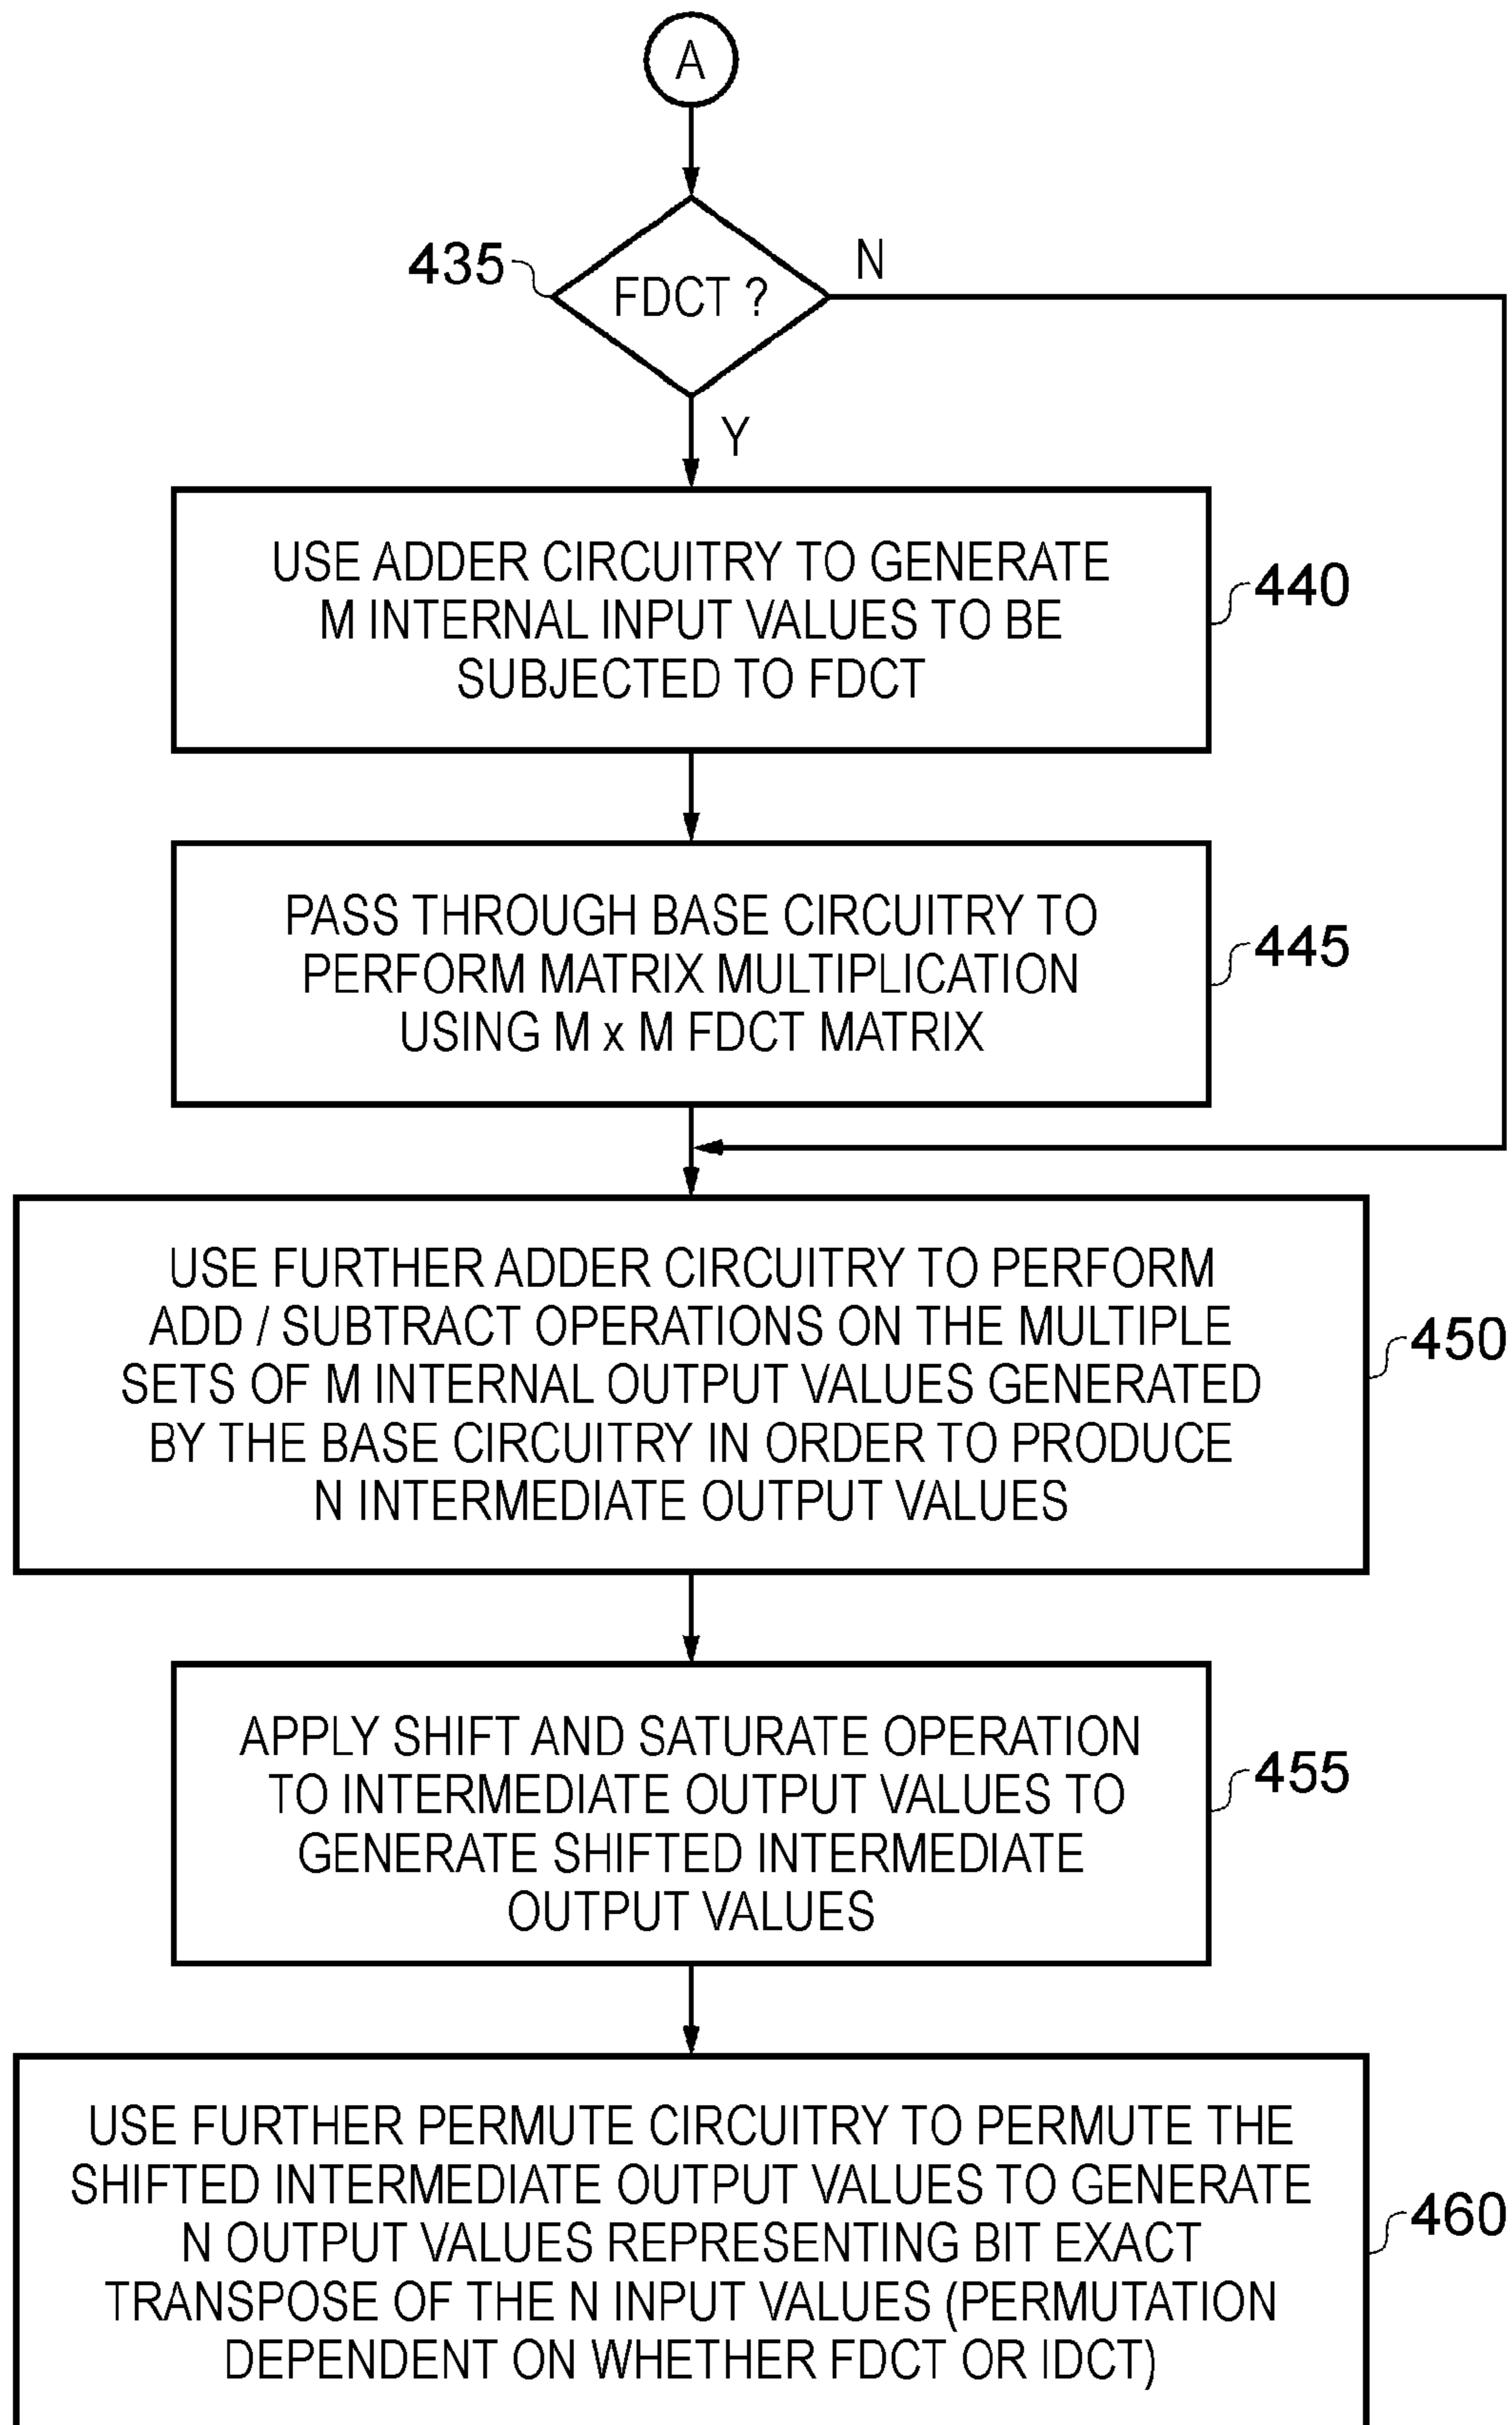 A
435
FDCT ?
N
Y
USE ADDER CIRCUITRY TO GENERATE
M INTERNAL INPUT VALUES TO BE
SUBJECTED TO FDCT
440
PASS THROUGH BASE CIRCUITRY TO
PERFORM MATRIX MULTIPLICATION
USING M x M FDCT MATRIX
445
USE FURTHER ADDER CIRCUITRY TO PERFORM
ADD / SUBTRACT OPERATIONS ON THE MULTIPLE
SETS OF M INTERNAL OUTPUT VALUES GENERATED
BY THE BASE CIRCUITRY IN ORDER TO PRODUCE
N INTERMEDIATE OUTPUT VALUES
450
APPLY SHIFT AND SATURATE OPERATION
TO INTERMEDIATE OUTPUT VALUES TO
GENERATE SHIFTED INTERMEDIATE
OUTPUT VALUES
455
USE FURTHER PERMUTE CIRCUITRY TO PERMUTE THE
SHIFTED INTERMEDIATE OUTPUT VALUES TO GENERATE
N OUTPUT VALUES REPRESENTING BIT EXACT
TRANSPOSE OF THE N INPUT VALUES (PERMUTATION
DEPENDENT ON WHETHER FDCT OR IDCT)
460